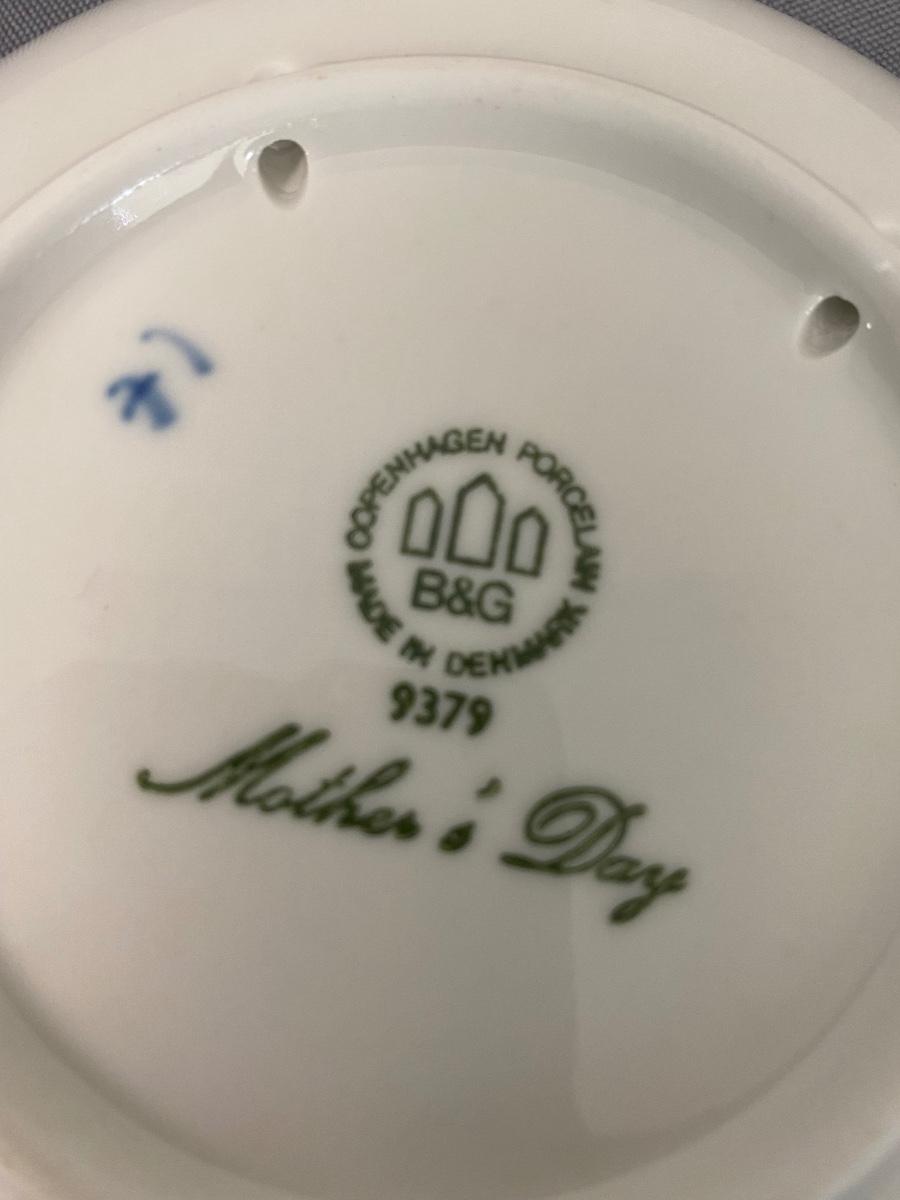 COPENHAGEN PORCELAIN
B&G
MADE IN DENMARK
9379
Mother's Day